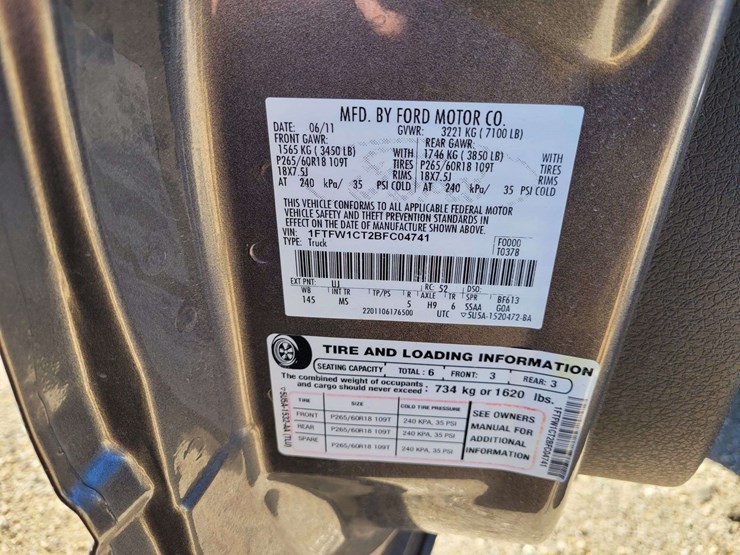 MFD. BY FORD MOTOR CO.
DATE: 06/11 GVWR: 3221 KG ( 7100 LB)
FRONT GAWR: REAR GAWR:
1565 KG ( 3450 LB) WITH 1746 KG ( 3850 LB) WITH
P265/60R18 109T TIRES P265/60R18 109T TIRES
18X7.5J RIMS 18X7.5J RIMS
AT 240 kPa/ 35 PSI COLD AT 240 kPa/ 35 PSI COLD
THIS VEHICLE CONFORMS TO ALL APPLICABLE FEDERAL MOTOR
VEHICLE SAFETY AND THEFT PREVENTION STANDARDS IN
EFFECT ON THE DATE OF MANUFACTURE SHOWN ABOVE.
VIN: 1FTFW1CT2BFC04741 F0000
TYPE: Truck T0378
EXT PNT: UJ RC: 52 DSO:
WB INT TR TP/PS R AXLE TR SPR BF613
145 MS 5 H9 6 SSAA GOA
2201106176500 UTC 5U5A-1520472-BA
TIRE AND LOADING INFORMATION
SEATING CAPACITY TOTAL: 6 FRONT: 3 REAR: 3
The combined weight of occupants
and cargo should never exceed: 734 kg or 1620 lbs.
TIRE SIZE COLD TIRE PRESSURE SEE OWNERS
FRONT P265/60R18 109T 240 KPA, 35 PSI MANUAL FOR
REAR P265/60R18 109T 240 KPA, 35 PSI ADDITIONAL
SPARE P265/60R18 109T 240 KPA, 35 PSI INFORMATION
1FTFW1CT2BFC04741